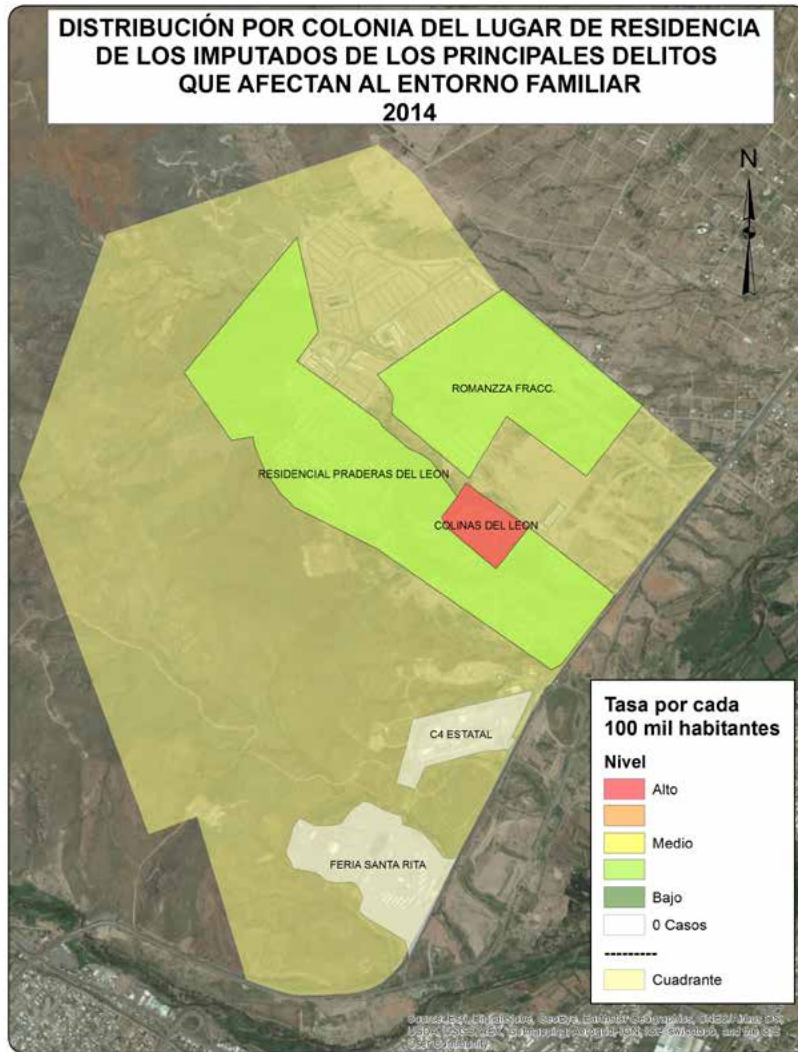 DISTRIBUCIÓN POR COLONIA DEL LUGAR DE RESIDENCIA
DE LOS IMPUTADOS DE LOS PRINCIPALES DELITOS
QUE AFECTAN AL ENTORNO FAMILIAR
2014
N
ROMANZZA FRACC.
RESIDENCIAL PRADERAS DEL LEON
COLINAS DEL LEON
C4 ESTATAL
FERIA SANTA RITA
Tasa por cada
100 mil habitantes
Nivel
Alto
Medio
Bajo
0 Casos
---------
Cuadrante
User Community